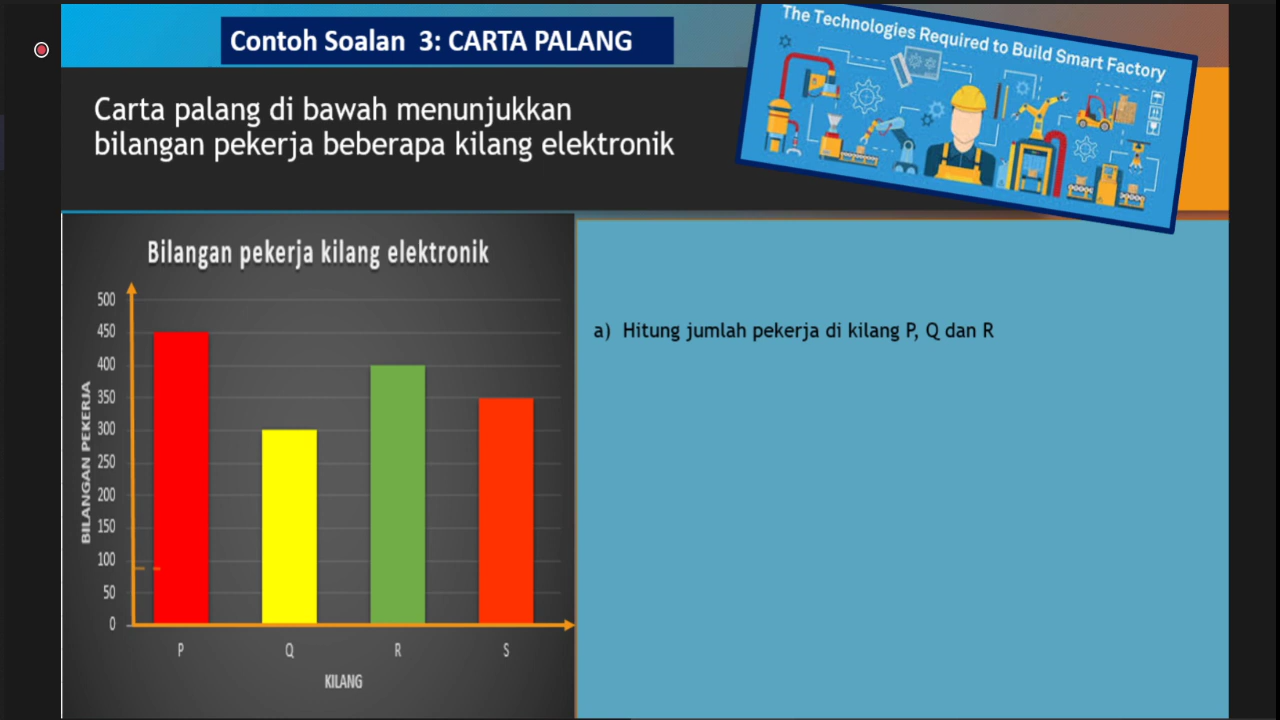 Contoh Soalan 3: CARTA PALANG
The Technologies Required to Build Smart Factory
Carta palang di bawah menunjukkan
bilangan pekerja beberapa kilang elektronik
Bilangan pekerja kilang elektronik
500
450
400
350
300
250
200
150
100
50
0
BILANGAN PEKERJA
P Q R S
KILANG
a) Hitung jumlah pekerja di kilang P, Q dan R